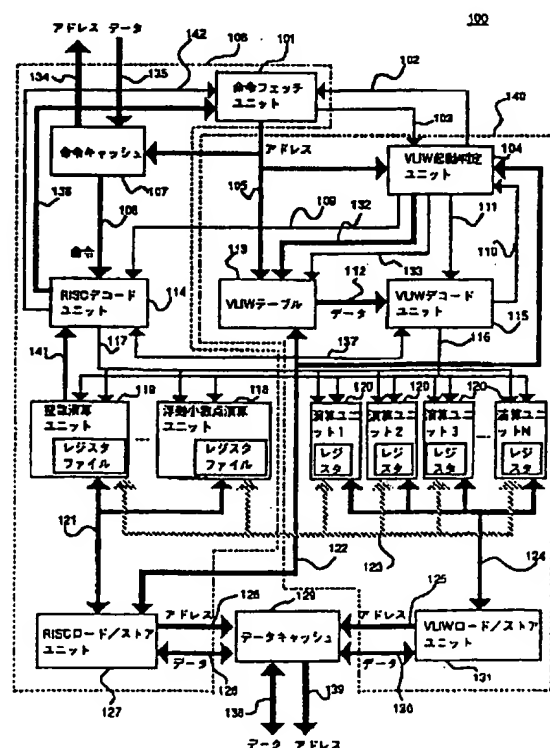 100
アドレス データ
134
135
142
106
101
102
命令フェッチ
ユニット
103
140
命令キャッシュ
107
アドレス
105
VLIW起動判定
ユニット
104
136
108
命令
109
132
111
110
113
133
RISCデコード
ユニット
114
VLIWテーブル
112
データ
VLIWデコード
ユニット
115
141
117
137
116
119
118
120
120
120
整数演算
ユニット
レジスタ
ファイル
浮動小数点演算
ユニット
レジスタ
ファイル
演算ユニ
ット1
レジ
スタ
演算ユニ
ット2
レジ
スタ
演算ユニ
ット3
レジ
スタ
演算ユニ
ットN
レジ
スタ
121
122
123
124
RISCロード/ストア
ユニット
127
アドレス
128
データ
126
129
データキャッシュ
アドレス
125
データ
130
VLIWロード/ストア
ユニット
131
138
139
データ アドレス